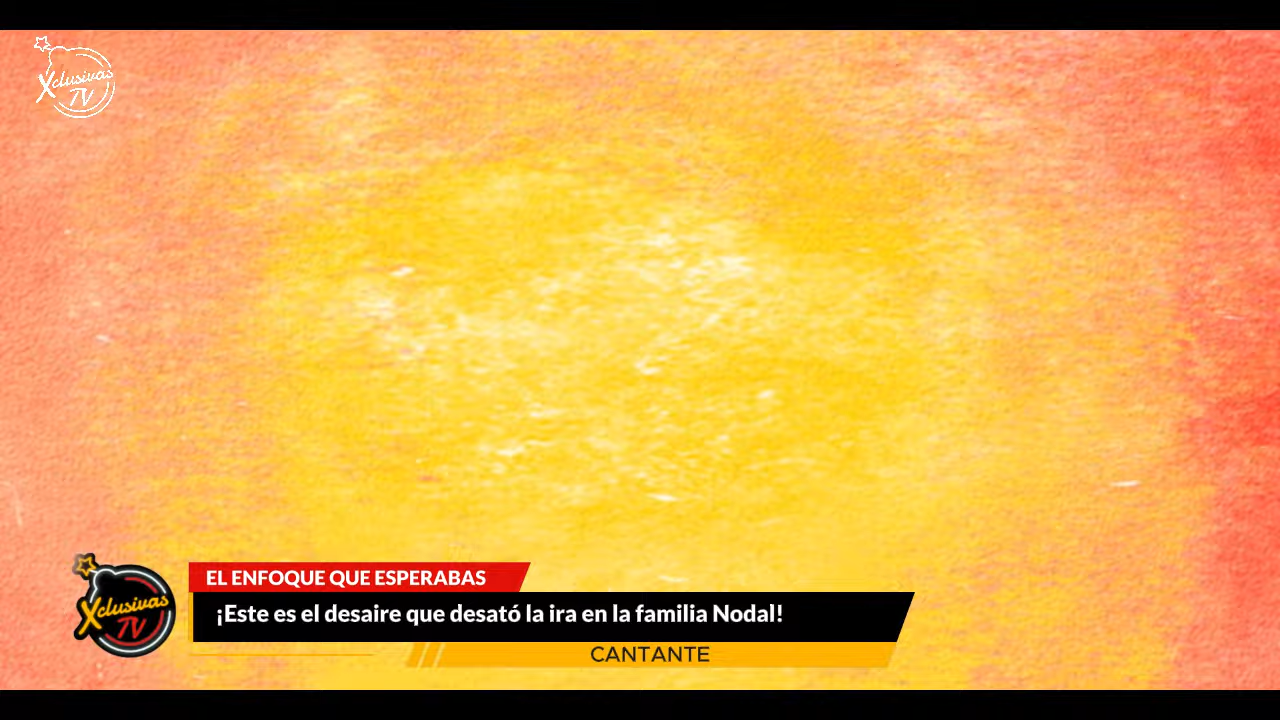 Xclusivas
TV
EL ENFOQUE QUE ESPERABAS
¡Este es el desaire que desató la ira en la familia Nodal!
Xclusivas
TV
CANTANTE